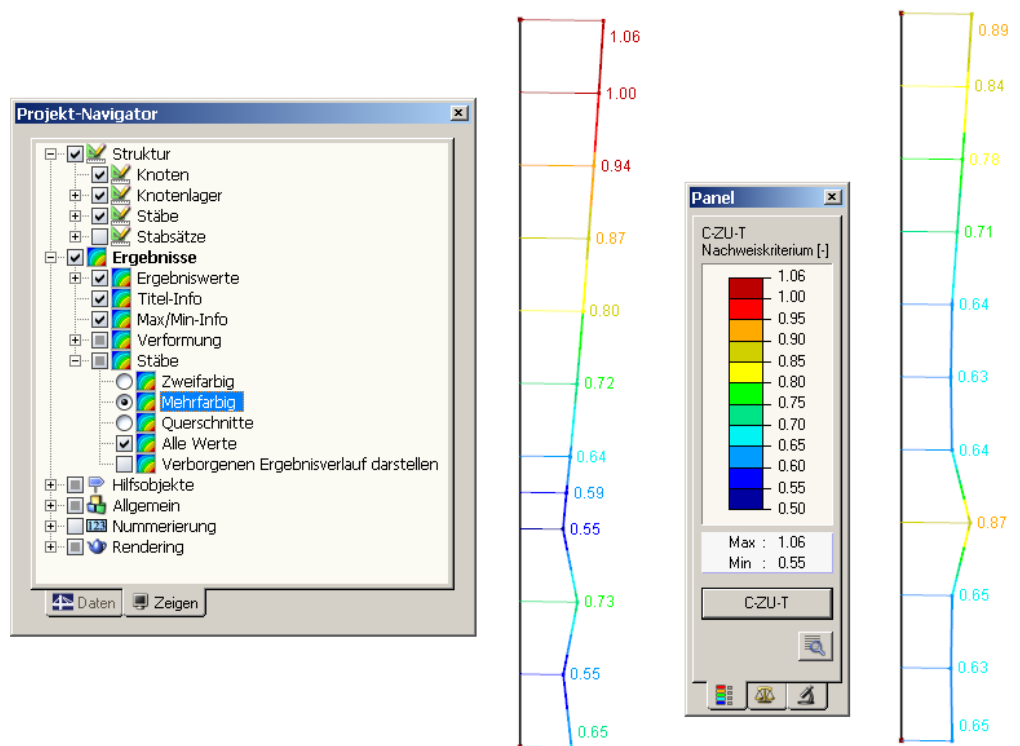 Projekt-Navigator
Struktur
Knoten
Knotenlager
Stäbe
Stabsätze
Ergebnisse
Ergebniswerte
Titel-Info
Max/Min-Info
Verformung
Stäbe
Zweifarbig
Mehrfarbig
Querschnitte
Alle Werte
Verborgenen Ergebnisverlauf darstellen
Hilfsobjekte
Allgemein
123 Nummerierung
Rendering
Daten Zeigen
1.06
1.00
0.94
0.87
0.80
0.72
0.64
0.59
0.55
0.73
0.55
0.65
Panel
C-ZU-T
Nachweiskriterium [-]
1.06
1.00
0.95
0.90
0.85
0.80
0.75
0.70
0.65
0.60
0.55
0.50
Max : 1.06
Min : 0.55
C-ZU-T
0.89
0.84
0.78
0.71
0.64
0.63
0.64
0.87
0.65
0.63
0.65